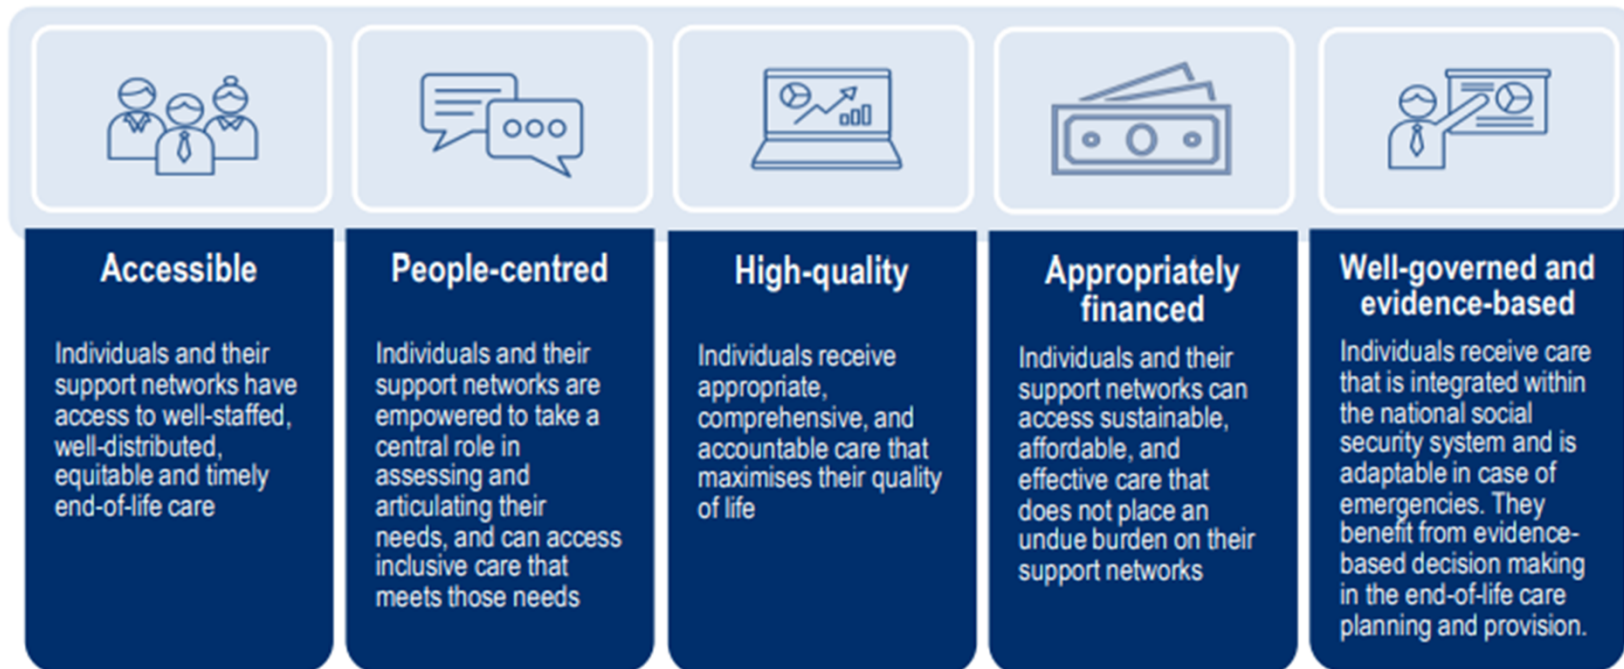 Accessible
Individuals and their
support networks have
access to well-staffed,
well-distributed,
equitable and timely
end-of-life care
People-centred
Individuals and their
support networks are
empowered to take a
central role in
assessing and
articulating their
needs, and can access
inclusive care that
meets those needs
High-quality
Individuals receive
appropriate,
comprehensive, and
accountable care that
maximises their quality
of life
Appropriately
financed
Individuals and their
support networks can
access sustainable,
affordable, and
effective care that
does not place an
undue burden on their
support networks
Well-governed and
evidence-based
Individuals receive care
that is integrated within
the national social
security system and is
adaptable in case of
emergencies. They
benefit from evidence-
based decision making
in the end-of-life care
planning and provision.